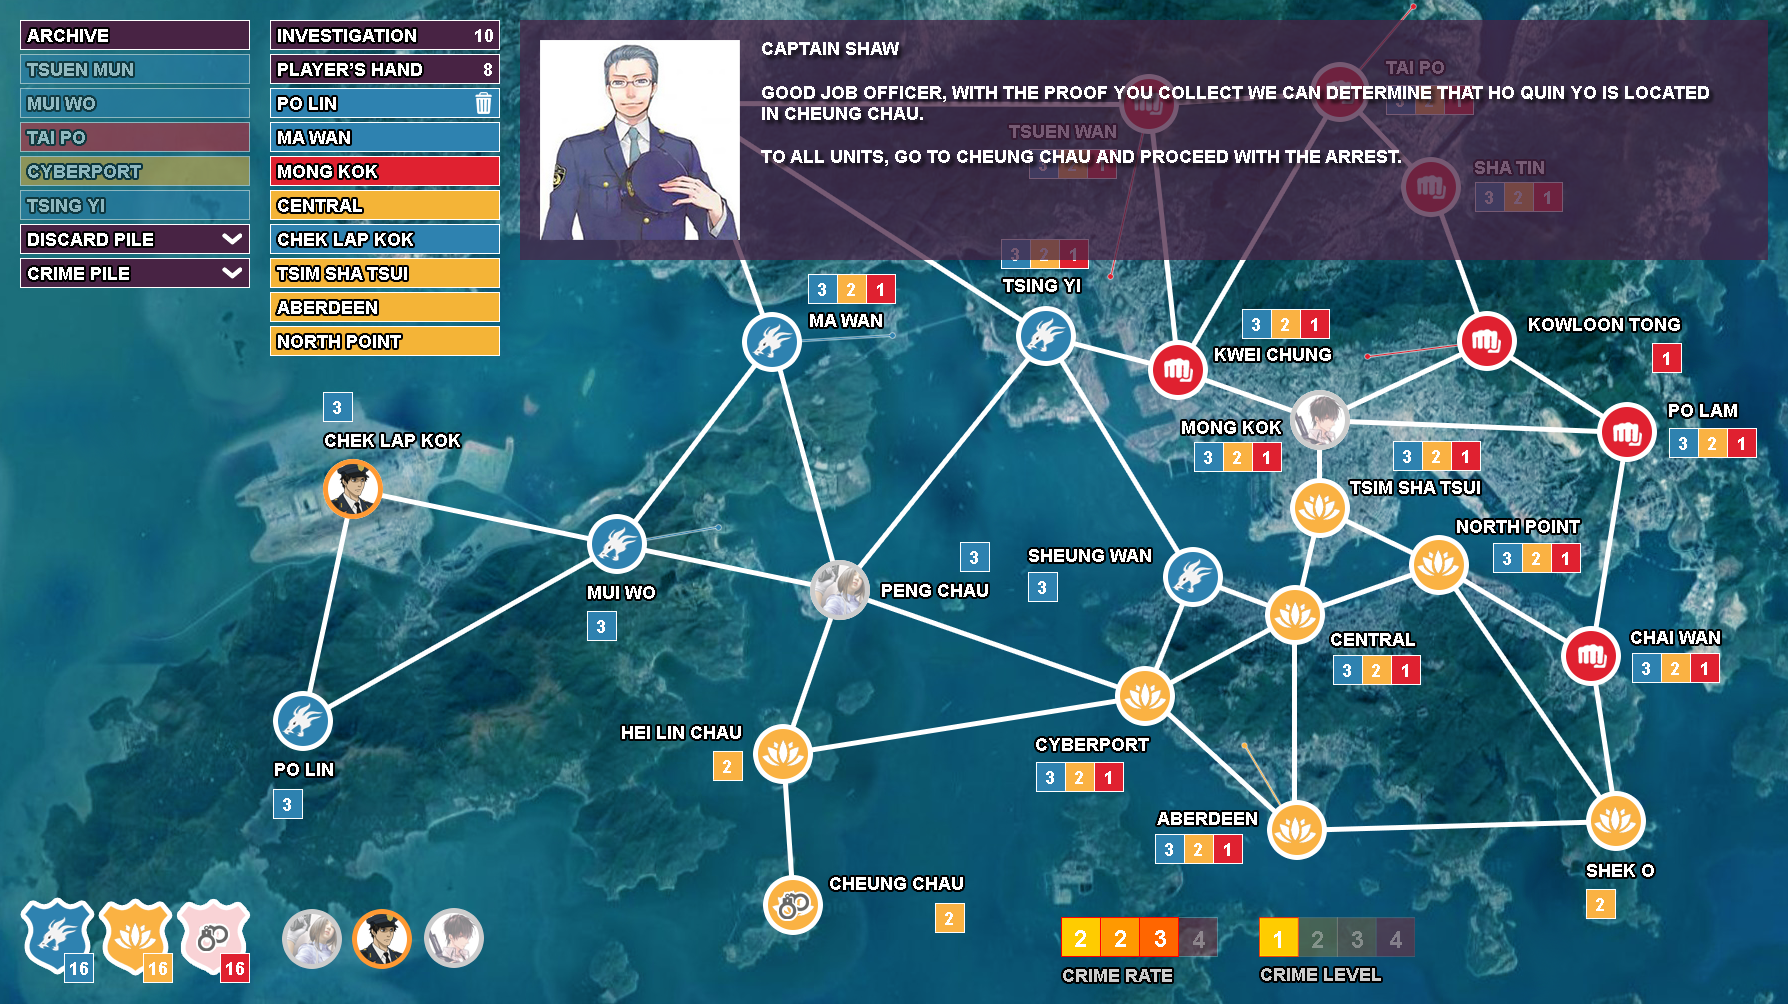 ARCHIVE
TSUEN MUN
MUI WO
TAI PO
CYBERPORT
TSING YI
DISCARD PILE
CRIME PILE
INVESTIGATION 10
PLAYER'S HAND 8
PO LIN
MA WAN
MONG KOK
CENTRAL
CHEK LAP KOK
TSIM SHA TSUI
ABERDEEN
NORTH POINT
CAPTAIN SHAW
GOOD JOB OFFICER, WITH THE PROOF YOU COLLECT WE CAN DETERMINE THAT HO QUIN YO IS LOCATED
IN CHEUNG CHAU.
TO ALL UNITS, GO TO CHEUNG CHAU AND PROCEED WITH THE ARREST.
TAI PO
3 2 1
TSUEN WAN
3 2 1
SHA TIN
3 2 1
3 2 1
TSING YI
3 2 1
MA WAN
3 2 1
KWEI CHUNG
KOWLOON TONG
1
3
CHEK LAP KOK
MONG KOK
3 2 1
PO LAM
3 2 1
3 2 1
TSIM SHA TSUI
NORTH POINT
3 2 1
MUI WO
3
3
PENG CHAU
SHEUNG WAN
3
CENTRAL
3 2 1
CHAI WAN
3 2 1
PO LIN
3
HEI LIN CHAU
2
CYBERPORT
3 2 1
ABERDEEN
3 2 1
SHEK O
2
CHEUNG CHAU
2
16
16
16
2 2 3 4
CRIME RATE
1 2 3 4
CRIME LEVEL